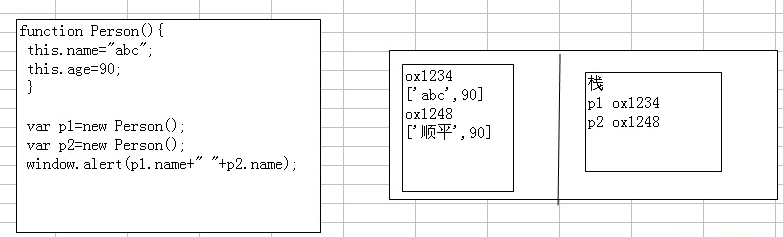 function Person(){
this.name="abc";
this.age=90;
}
var p1=new Person();
var p2=new Person();
window.alert(p1.name+" "+p2.name);
ox1234
['abc',90]
ox1248
['顺平',90]
栈
p1 ox1234
p2 ox1248